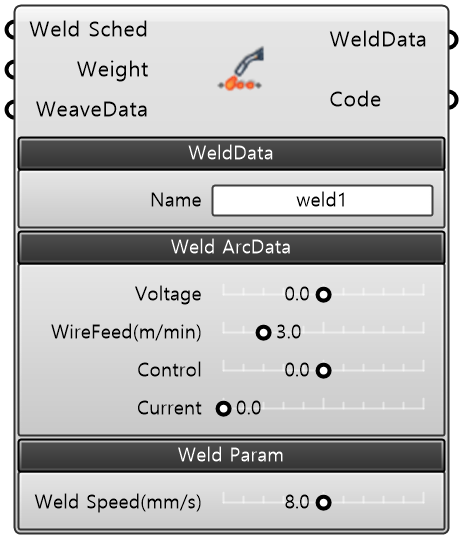 Weld Sched
WeldData
Weight
WeaveData
Code
WeldData
Name weld1
Weld ArcData
Voltage 0.0
WireFeed(m/min) 3.0
Control 0.0
Current 0.0
Weld Param
Weld Speed(mm/s) 8.0